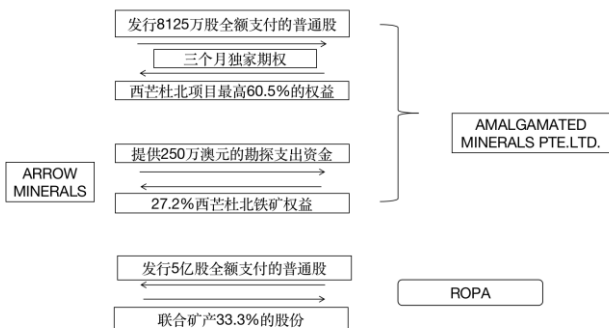 发行8125万股全额支付的普通股
三个月独家期权
西芒杜北项目最高60.5%的权益
AMALGAMATED
MINERALS PTE.LTD.
提供250万澳元的勘探支出资金
ARROW
MINERALS
27.2%西芒杜北铁矿权益
发行5亿股全额支付的普通股
ROPA
联合矿产33.3%的股份